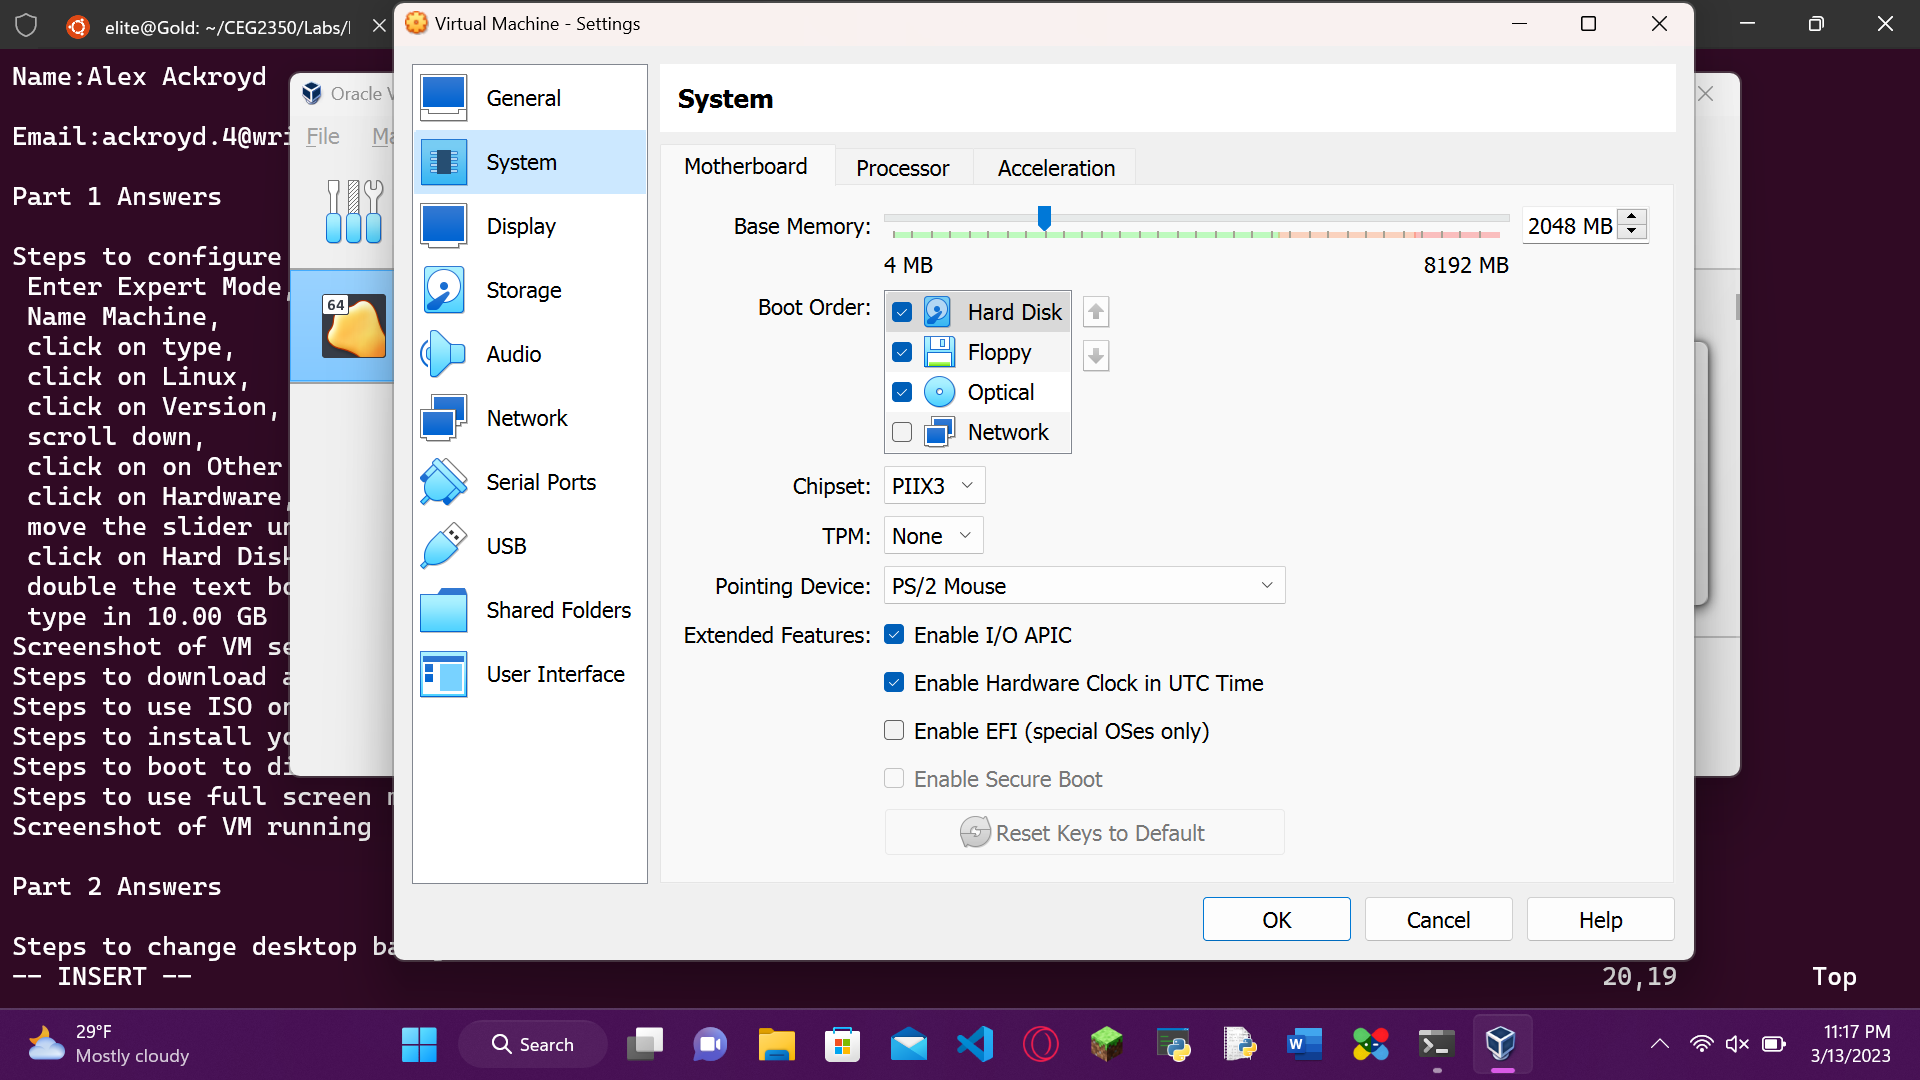 elite@Gold: ~/CEG2350/Labs/
Virtual Machine - Settings
Name:Alex Ackroyd
Email:ackroyd.4@wri
Part 1 Answers
Steps to configure
Enter Expert Mode,
Name Machine,
click on type,
click on Linux,
click on Version,
scroll down,
click on on Other
click on Hardware,
move the slider un
click on Hard Disk
double the text bo
type in 10.00 GB
Screenshot of VM se
Steps to download a
Steps to use ISO on
Steps to install yo
Steps to boot to di
Steps to use full screen m
Screenshot of VM running
Part 2 Answers
Steps to change desktop ba
-- INSERT --
20,19
Top
Oracle V
File
Ma
64
General
System
Display
Storage
Audio
Network
Serial Ports
USB
Shared Folders
User Interface
System
Motherboard
Processor
Acceleration
Base Memory:
2048 MB
4 MB
8192 MB
Boot Order:
Hard Disk
Floppy
Optical
Network
Chipset:
PIIX3
TPM:
None
Pointing Device:
PS/2 Mouse
Extended Features:
Enable I/O APIC
Enable Hardware Clock in UTC Time
Enable EFI (special OSes only)
Enable Secure Boot
Reset Keys to Default
OK
Cancel
Help
29°F
Mostly cloudy
Search
11:17 PM
3/13/2023